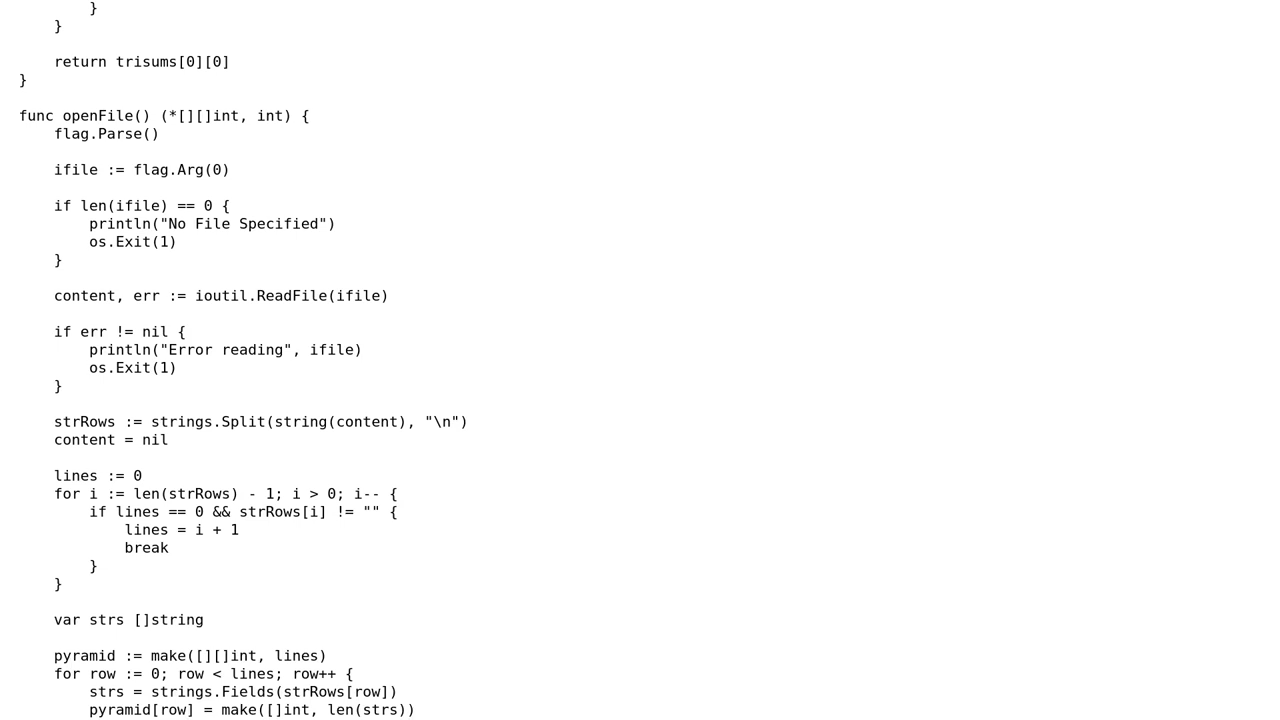 }
    }

    return trisums[0][0]
}

func openFile() (*[][]int, int) {
    flag.Parse()

    ifile := flag.Arg(0)

    if len(ifile) == 0 {
        println("No File Specified")
        os.Exit(1)
    }

    content, err := ioutil.ReadFile(ifile)

    if err != nil {
        println("Error reading", ifile)
        os.Exit(1)
    }

    strRows := strings.Split(string(content), "\n")
    content = nil

    lines := 0
    for i := len(strRows) - 1; i > 0; i-- {
        if lines == 0 && strRows[i] != "" {
            lines = i + 1
            break
        }
    }

    var strs []string

    pyramid := make([][]int, lines)
    for row := 0; row < lines; row++ {
        strs = strings.Fields(strRows[row])
        pyramid[row] = make([]int, len(strs))